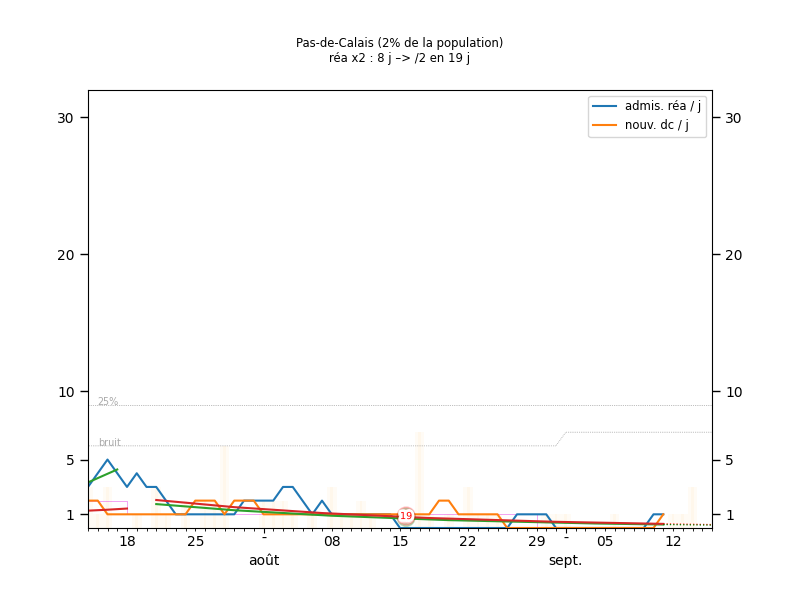 Pas-de-Calais (2% de la population)
réa x2 : 8 j –> /2 en 19 j
admis. réa / j
nouv. dc / j
30 30
20 20
10 10
25%
bruit
5 5
1 1
-19
18 25 - 08 15 22 29 - 05 12
août sept.